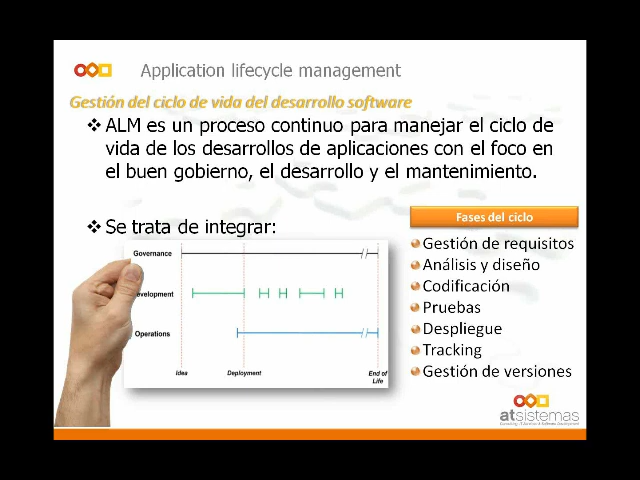 Application lifecycle management
Gestión del ciclo de vida del desarrollo software
ALM es un proceso continuo para manejar el ciclo de
vida de los desarrollos de aplicaciones con el foco en
el buen gobierno, el desarrollo y el mantenimiento.
Se trata de integrar:
Governance
evelopment
Operations
Idea
Deployment
End of
Life
Fases del ciclo
Gestión de requisitos
Análisis y diseño
Codificación
Pruebas
Despliegue
Tracking
Gestión de versiones
atsistemas